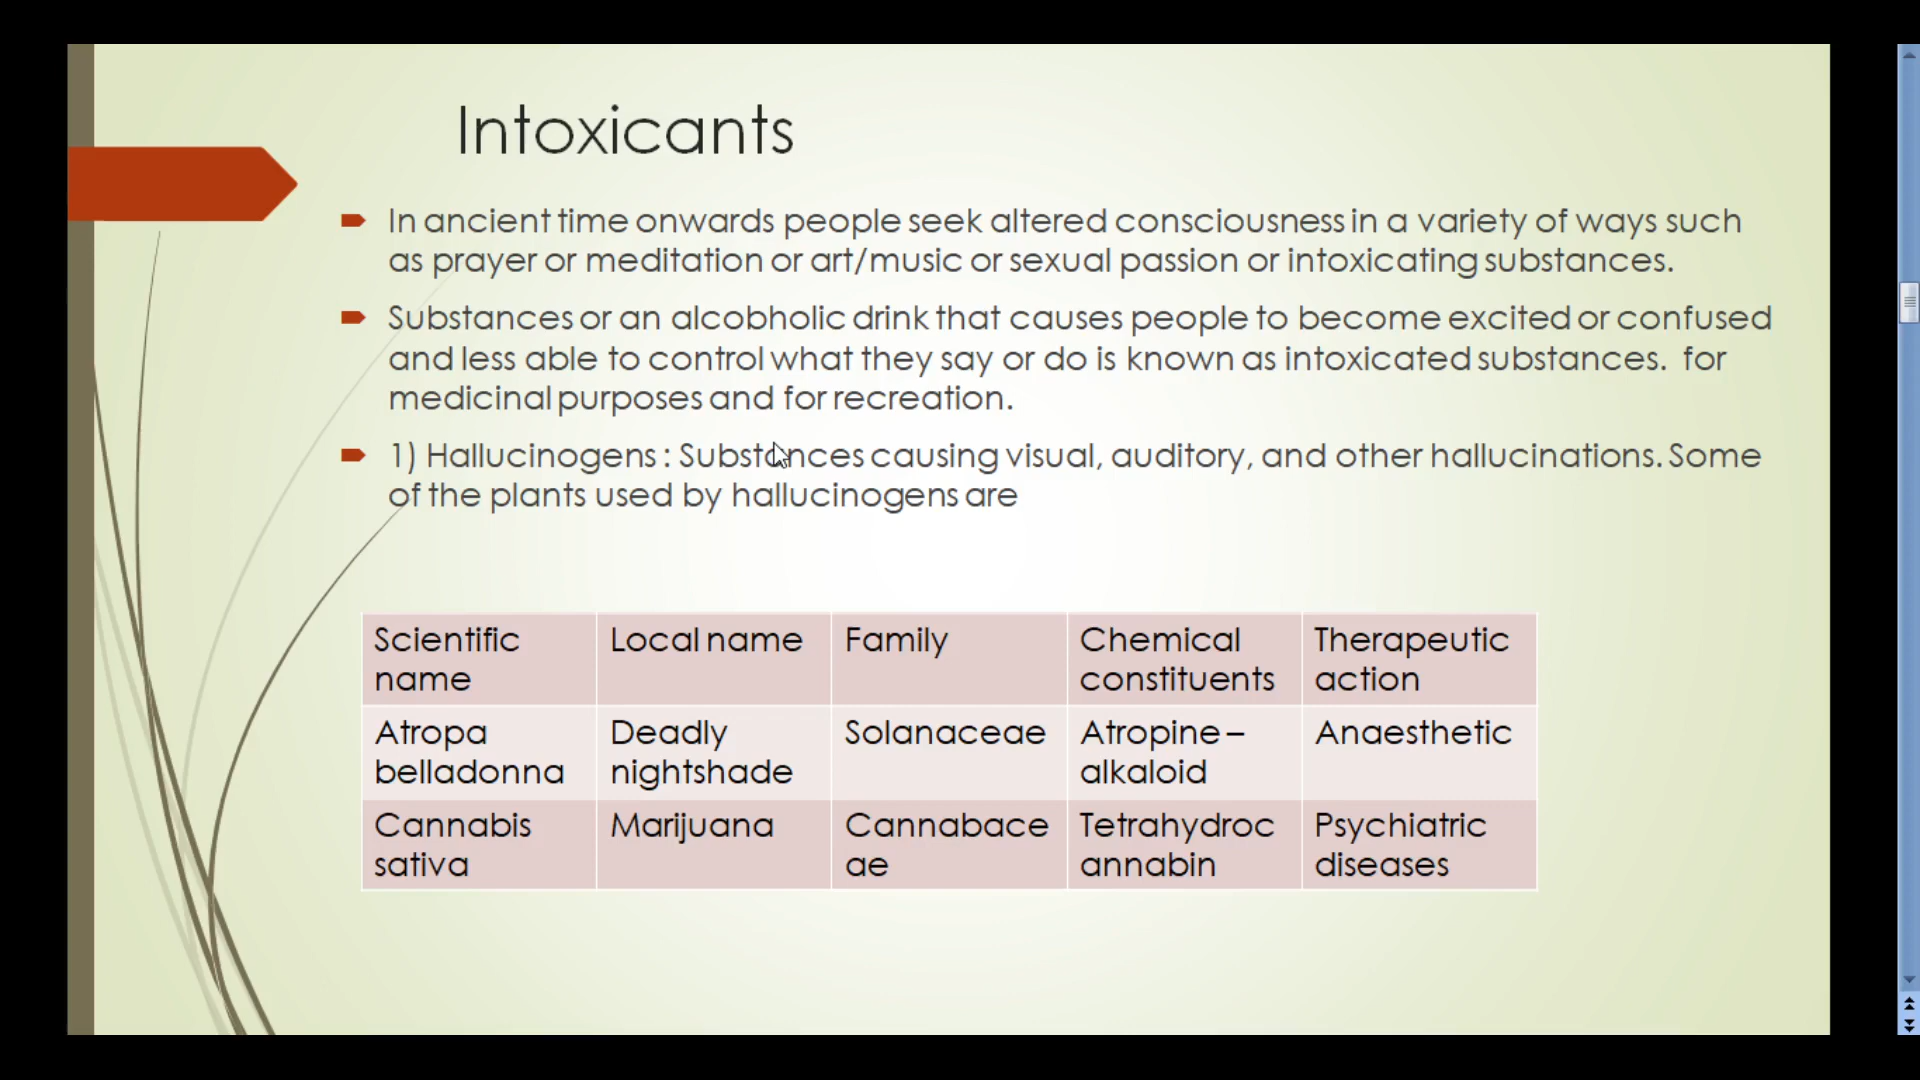 Intoxicants
In ancient time onwards people seek altered consciousness in a variety of ways such
as prayer or meditation or art/music or sexual passion or intoxicating substances.
Substances or an alcobholic drink that causes people to become excited or confused
and less able to control what they say or do is known as intoxicated substances. for
medicinal purposes and for recreation.
1) Hallucinogens : Substances causing visual, auditory, and other hallucinations. Some
of the plants used by hallucinogens are
Scientific name
Local name
Family
Chemical constituents
Therapeutic action
Atropa belladonna
Deadly nightshade
Solanaceae
Atropine – alkaloid
Anaesthetic
Cannabis sativa
Marijuana
Cannabaceae
Tetrahydrocannabin
Psychiatric diseases